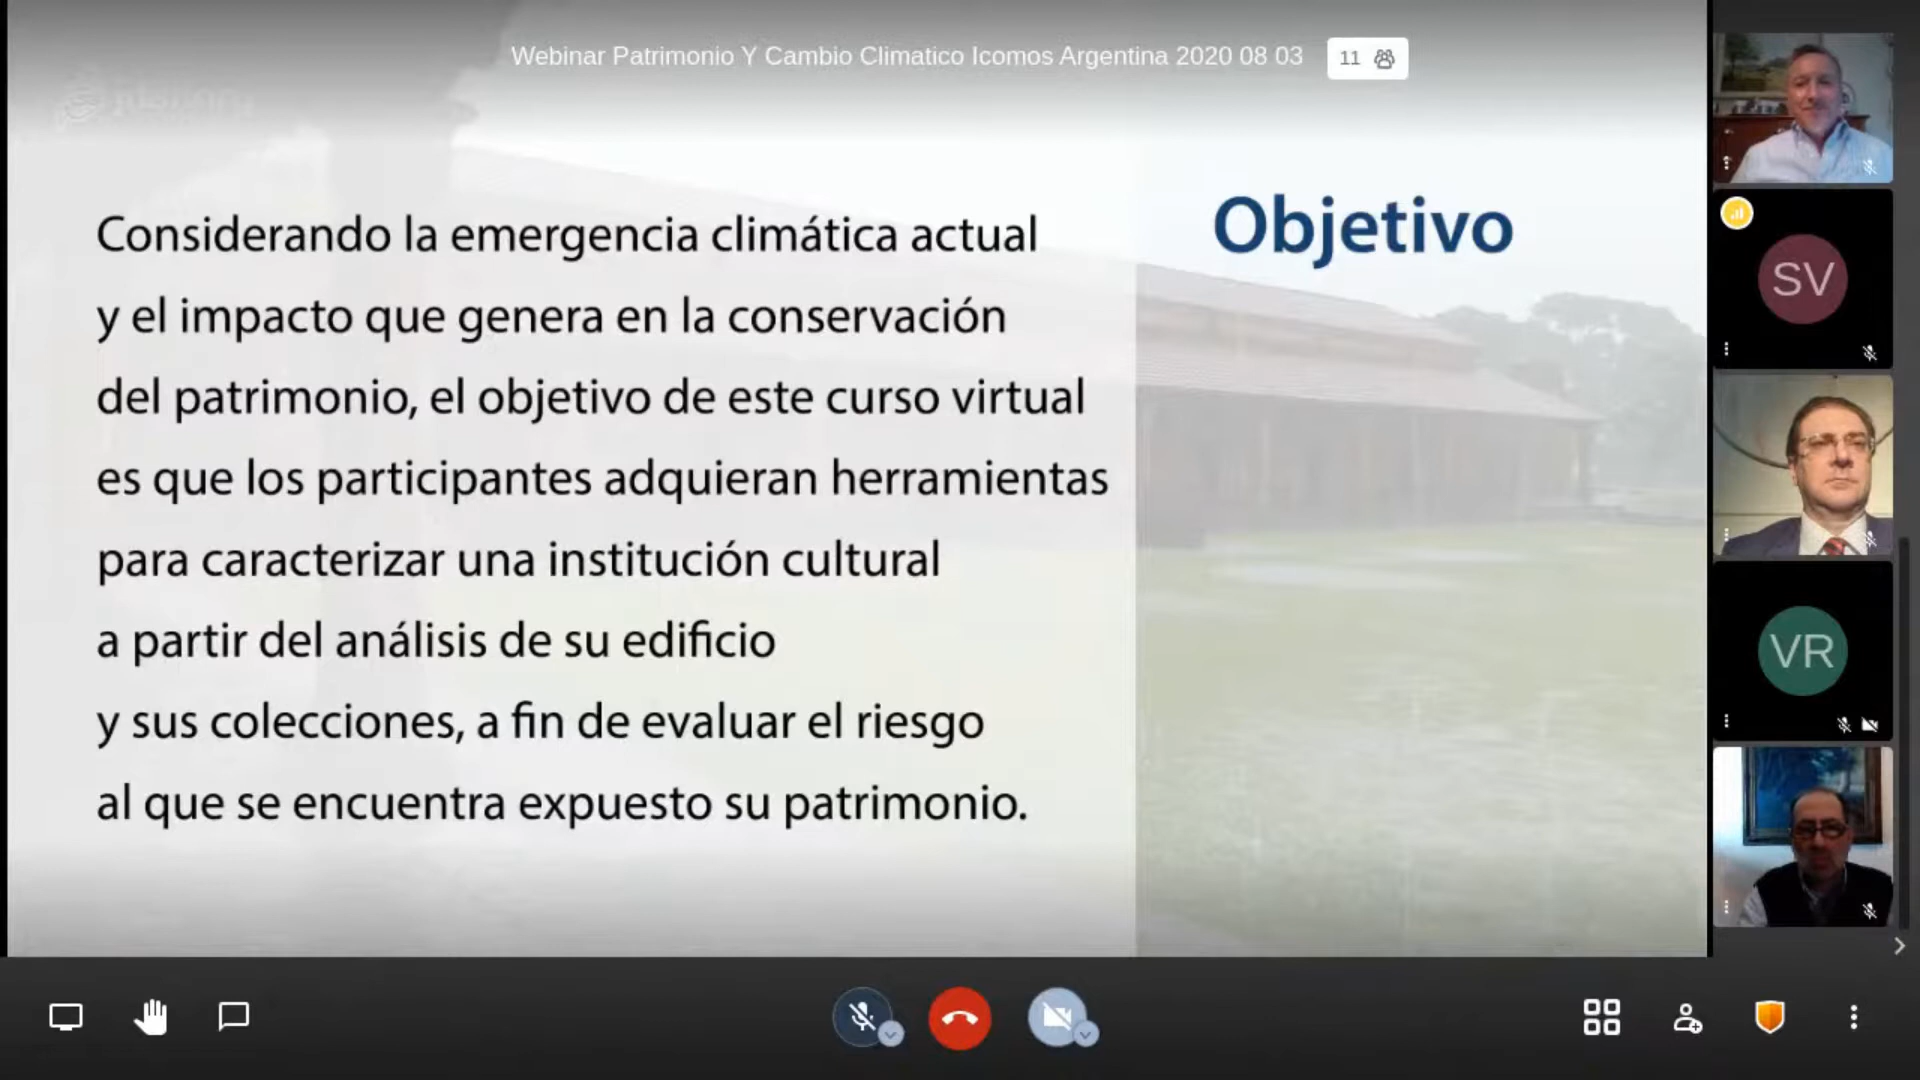 Webinar Patrimonio Y Cambio Climatico Icomos Argentina 2020 08 03
11
Objetivo
Considerando la emergencia climática actual
y el impacto que genera en la conservación
del patrimonio, el objetivo de este curso virtual
es que los participantes adquieran herramientas
para caracterizar una institución cultural
a partir del análisis de su edificio
y sus colecciones, a fin de evaluar el riesgo
al que se encuentra expuesto su patrimonio.
SV
VR